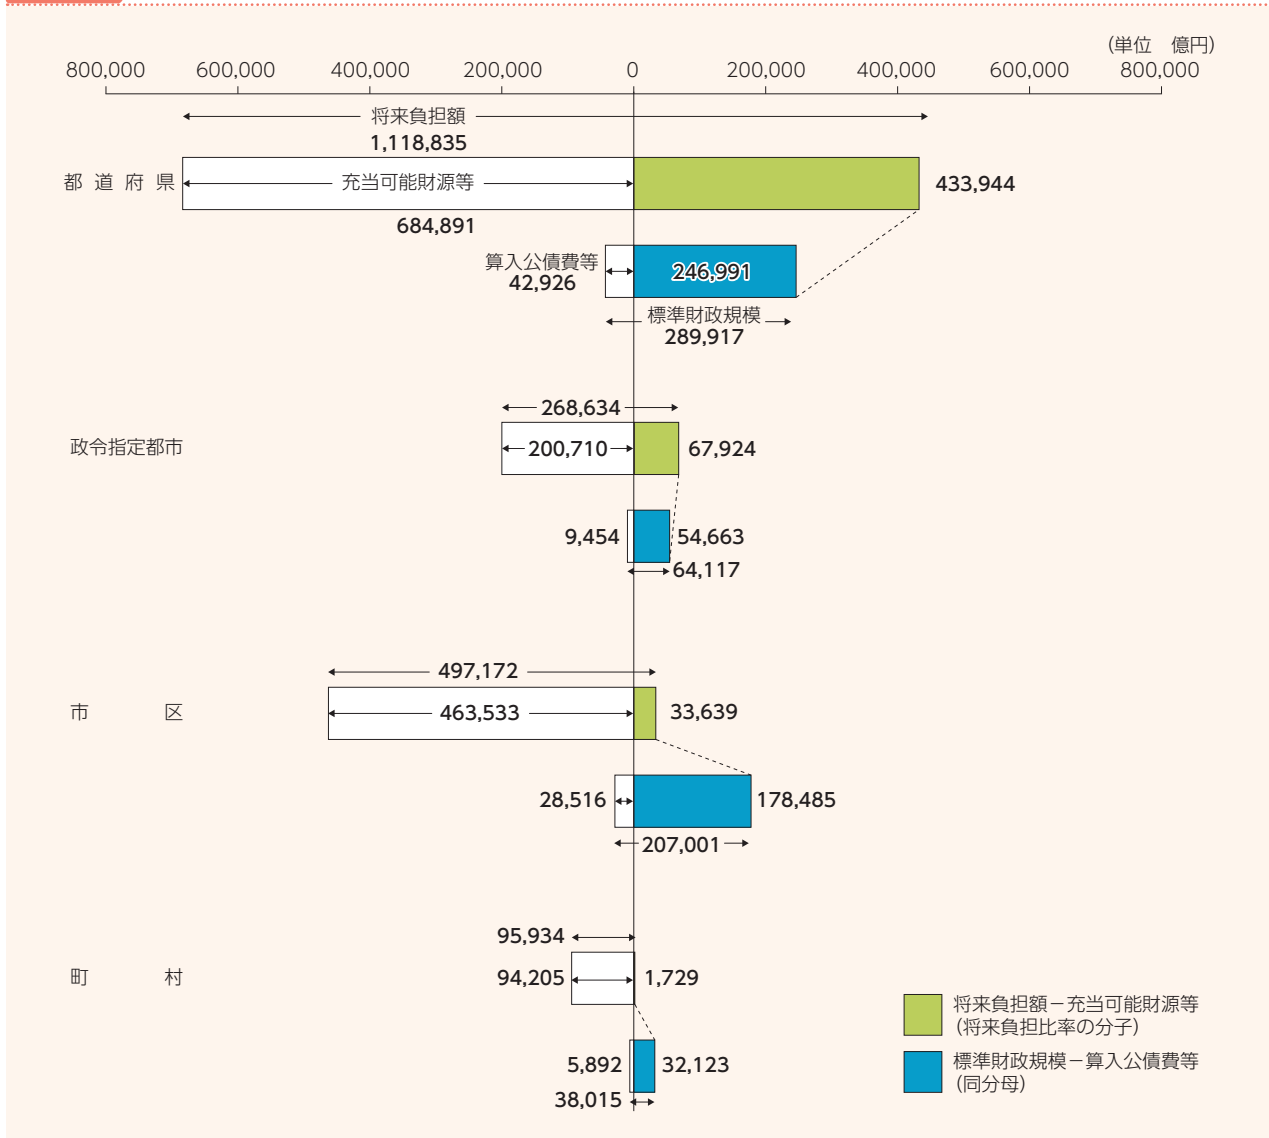 (単位　億円)
800,000 600,000 400,000 200,000 0 200,000 400,000 600,000 800,000
将来負担額
1,118,835
都道府県 充当可能財源等 433,944
684,891
算入公債費等 246,991
42,926
標準財政規模
289,917
268,634
政令指定都市 200,710 67,924
9,454 54,663
64,117
497,172
市区 463,533 33,639
28,516 178,485
207,001
95,934
町村 94,205 1,729
5,892 32,123
38,015
将来負担額－充当可能財源等
(将来負担比率の分子)
標準財政規模－算入公債費等
(同分母)